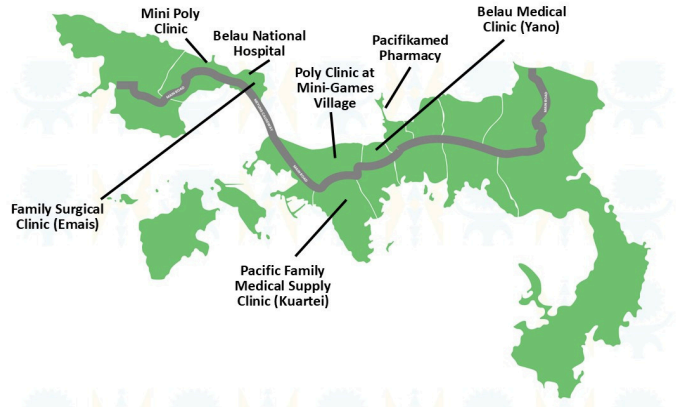 Mini Poly
Clinic
Belau National
Hospital
Poly Clinic at
Mini-Games
Village
Pacifikamed
Pharmacy
Belau Medical
Clinic (Yano)
Family Surgical
Clinic (Emais)
Pacific Family
Medical Supply
Clinic (Kuartei)